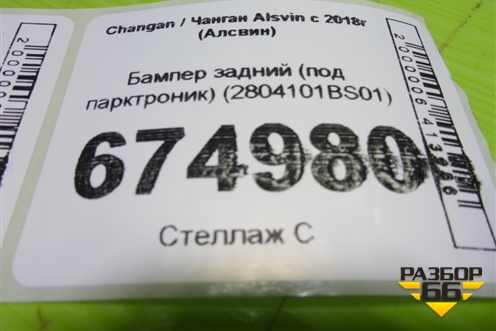 Changan / Чанган Alsvin с 2018г
(Алсвин)
Бампер задний (под
парктроник) (2804101BS01)
674980
Стеллаж С
РАЗБОР
66